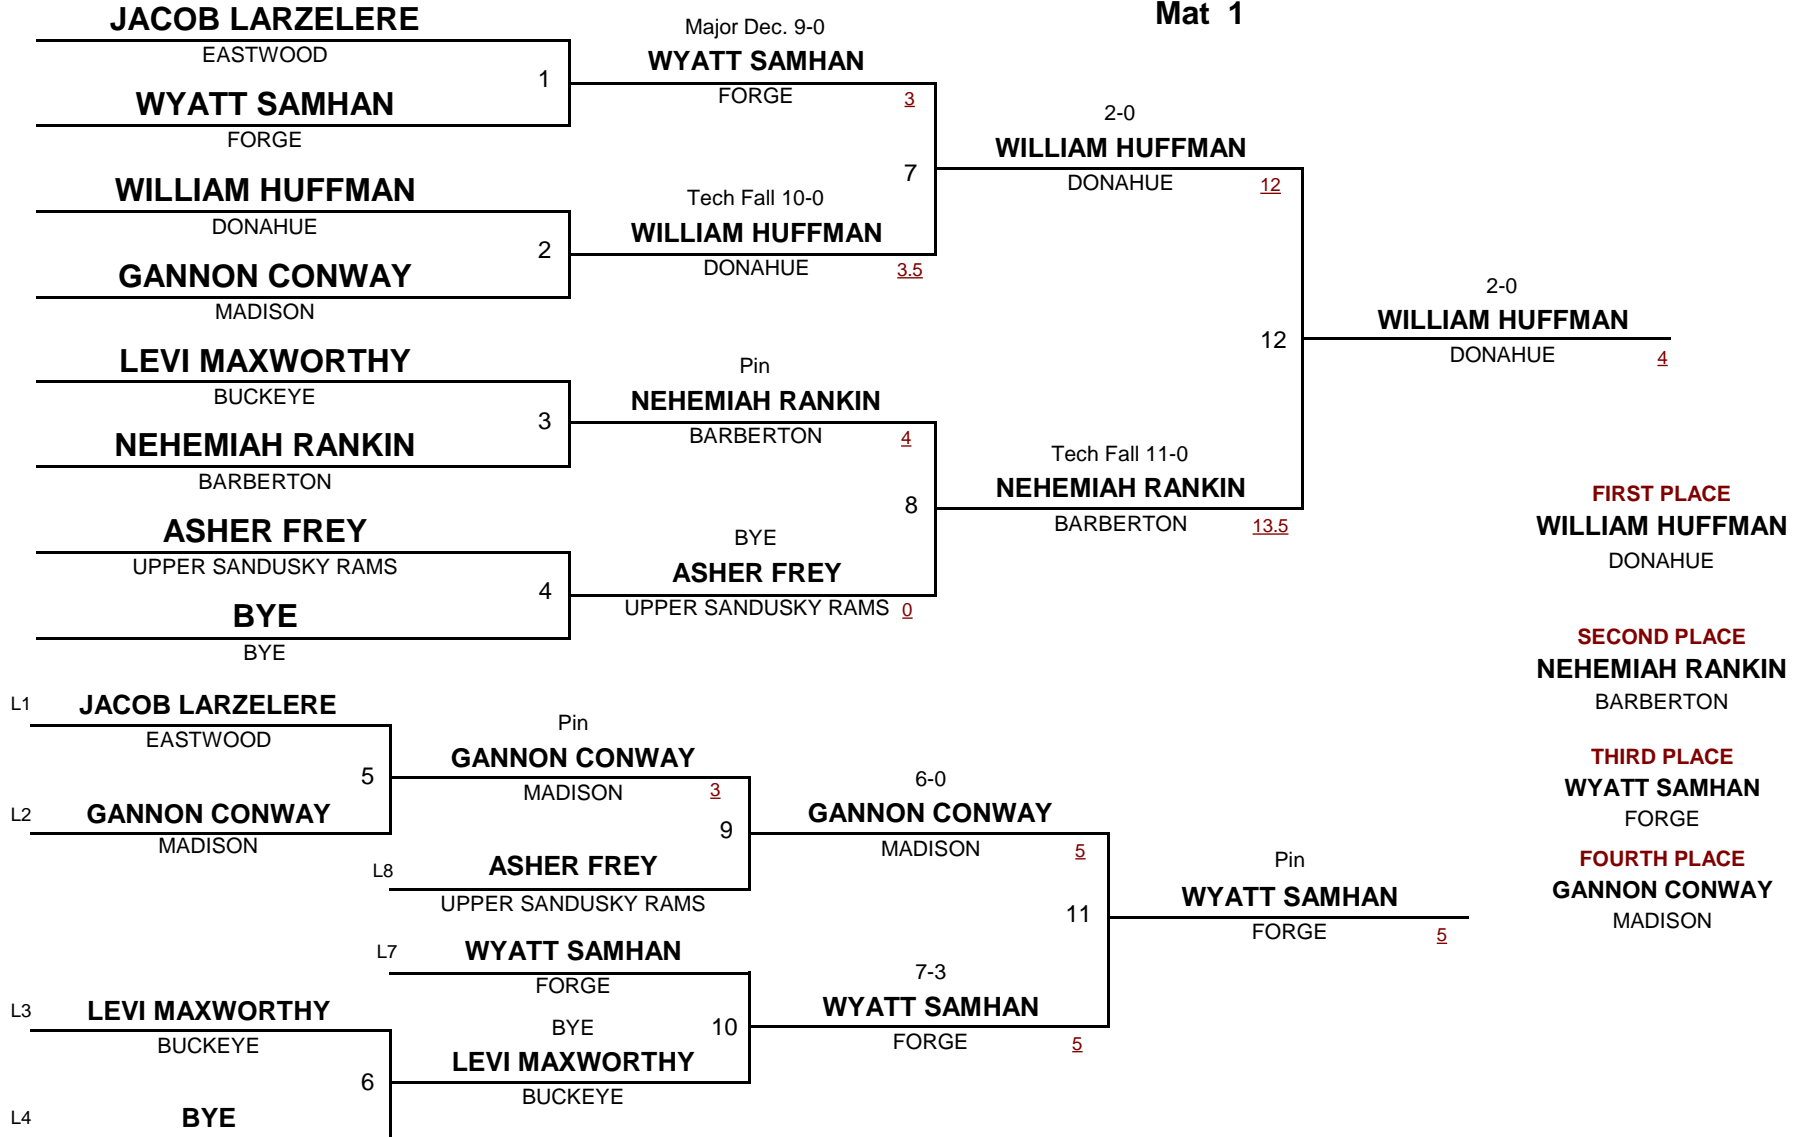 Mat 1
JACOB LARZELERE
EASTWOOD
1
WYATT SAMHAN
FORGE
Major Dec. 9-0
WYATT SAMHAN
FORGE 3
WILLIAM HUFFMAN
DONAHUE
2
GANNON CONWAY
MADISON
Tech Fall 10-0
WILLIAM HUFFMAN
DONAHUE 3.5
7
2-0
WILLIAM HUFFMAN
DONAHUE 12
LEVI MAXWORTHY
BUCKEYE
3
NEHEMIAH RANKIN
BARBERTON
Pin
NEHEMIAH RANKIN
BARBERTON 4
ASHER FREY
UPPER SANDUSKY RAMS
4
BYE
BYE
BYE
ASHER FREY
UPPER SANDUSKY RAMS 0
8
Tech Fall 11-0
NEHEMIAH RANKIN
BARBERTON 13.5
12
2-0
WILLIAM HUFFMAN
DONAHUE 4
FIRST PLACE
WILLIAM HUFFMAN
DONAHUE
SECOND PLACE
NEHEMIAH RANKIN
BARBERTON
THIRD PLACE
WYATT SAMHAN
FORGE
FOURTH PLACE
GANNON CONWAY
MADISON
L1 JACOB LARZELERE
EASTWOOD
5
L2 GANNON CONWAY
MADISON
Pin
GANNON CONWAY
MADISON 3
9
L8 ASHER FREY
UPPER SANDUSKY RAMS
6-0
GANNON CONWAY
MADISON 5
L7 WYATT SAMHAN
FORGE
10
L3 LEVI MAXWORTHY
BUCKEYE
6
L4 BYE
BYE
LEVI MAXWORTHY
BUCKEYE
7-3
WYATT SAMHAN
FORGE 5
11
Pin
WYATT SAMHAN
FORGE 5